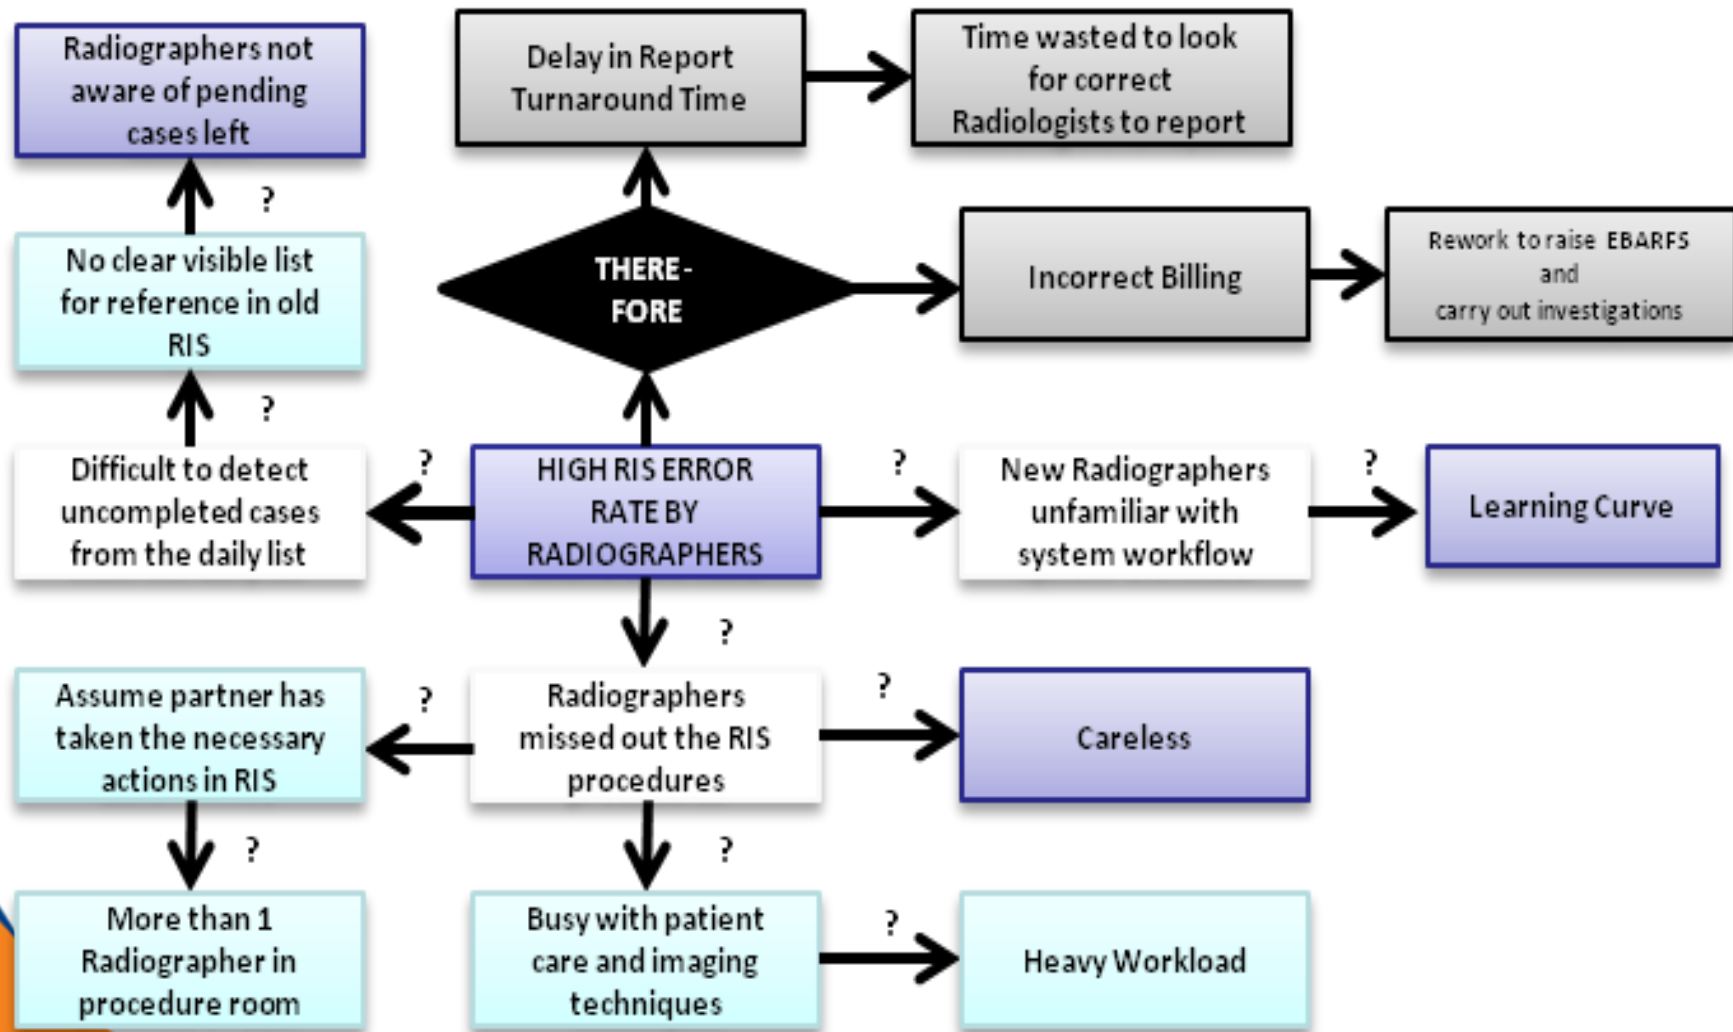 Radiographers not
aware of pending
cases left
Delay in Report
Turnaround Time
Time wasted to look
for correct
Radiologists to report
?
No clear visible list
for reference in old
RIS
THERE-
FORE
Incorrect Billing
Rework to raise EBARFS
and
carry out investigations
?
Difficult to detect
uncompleted cases
from the daily list
?
HIGH RIS ERROR
RATE BY
RADIOGRAPHERS
?
New Radiographers
unfamiliar with
system workflow
?
Learning Curve
?
Assume partner has
taken the necessary
actions in RIS
?
Radiographers
missed out the RIS
procedures
?
Careless
?
?
More than 1
Radiographer in
procedure room
Busy with patient
care and imaging
techniques
?
Heavy Workload